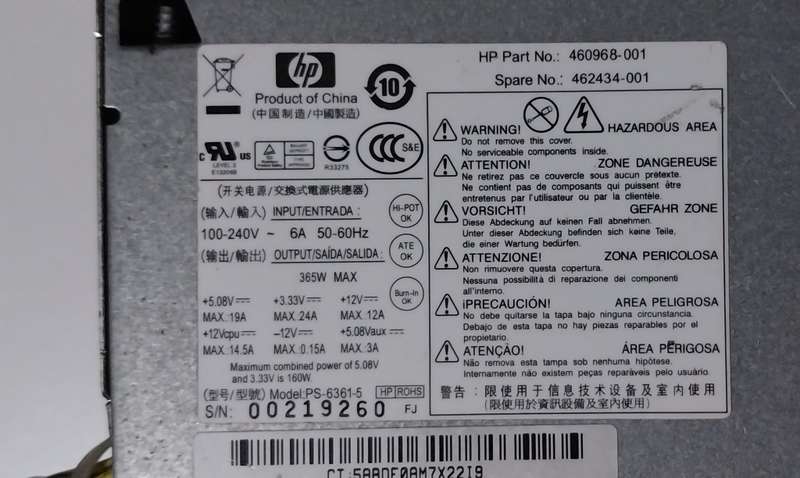 hp
10
HP Part No.: 460968-001
Spare No.: 462434-001
Product of China
(中国制造/中國製造)
c UL US
LEVEL 3
R33275
CCC S&E
(开关电源/交換式電源供應器)
(输入/輸入) INPUT/ENTRADA :
100-240V ~ 6A 50-60Hz
(输出/輸出) OUTPUT/SAÍDA/SALIDA :
365W MAX
HI-POT OK
ATE OK
Burn-In OK
+5.08V +3.33V +12V
MAX.19A MAX.24A MAX.12A
+12Vcpu -12V +5.08Vaux
MAX.14.5A MAX.0.15A MAX.3A
Maximum combined power of 5.08V
and 3.33V is 160W.
(型号/型號) Model:PS-6361-5 HP ROHS
S/N: 00219260 FJ
WARNING! HAZARDOUS AREA
Do not remove this cover.
No serviceable components inside.
ATTENTION! ZONE DANGEREUSE
Ne retirez pas ce couvercle sous aucun prétexte.
Ne contient pas de composants qui puissent être
entretenus par l'utilisateur ou par la clientèle.
VORSICHT! GEFAHR ZONE
Diese Abdeckung auf keinen Fall abnehmen.
Unter dieser Abdeckung befinden sich keine Teile,
die einer Wartung bedürfen.
ATTENZIONE! ZONA PERICOLOSA
Non rimuovere questa copertura.
Nessuna possibilità di reparazione dei componenti
all'interno.
¡PRECAUCIÓN! AREA PELIGROSA
No debe quitarse la tapa bajo ninguna circunstancia.
Debajo de esta tapa no hay piezas reparables por el
propietario.
ATENÇÃO! ÁREA PERIGOSA
Não remova esta tampa sob nenhuma hipótese.
Internamente não existem peças reparáveis pelo usuário.
警告: 限使用于信息技术设备及室内使用
(限使用於資訊設備及室內使用)